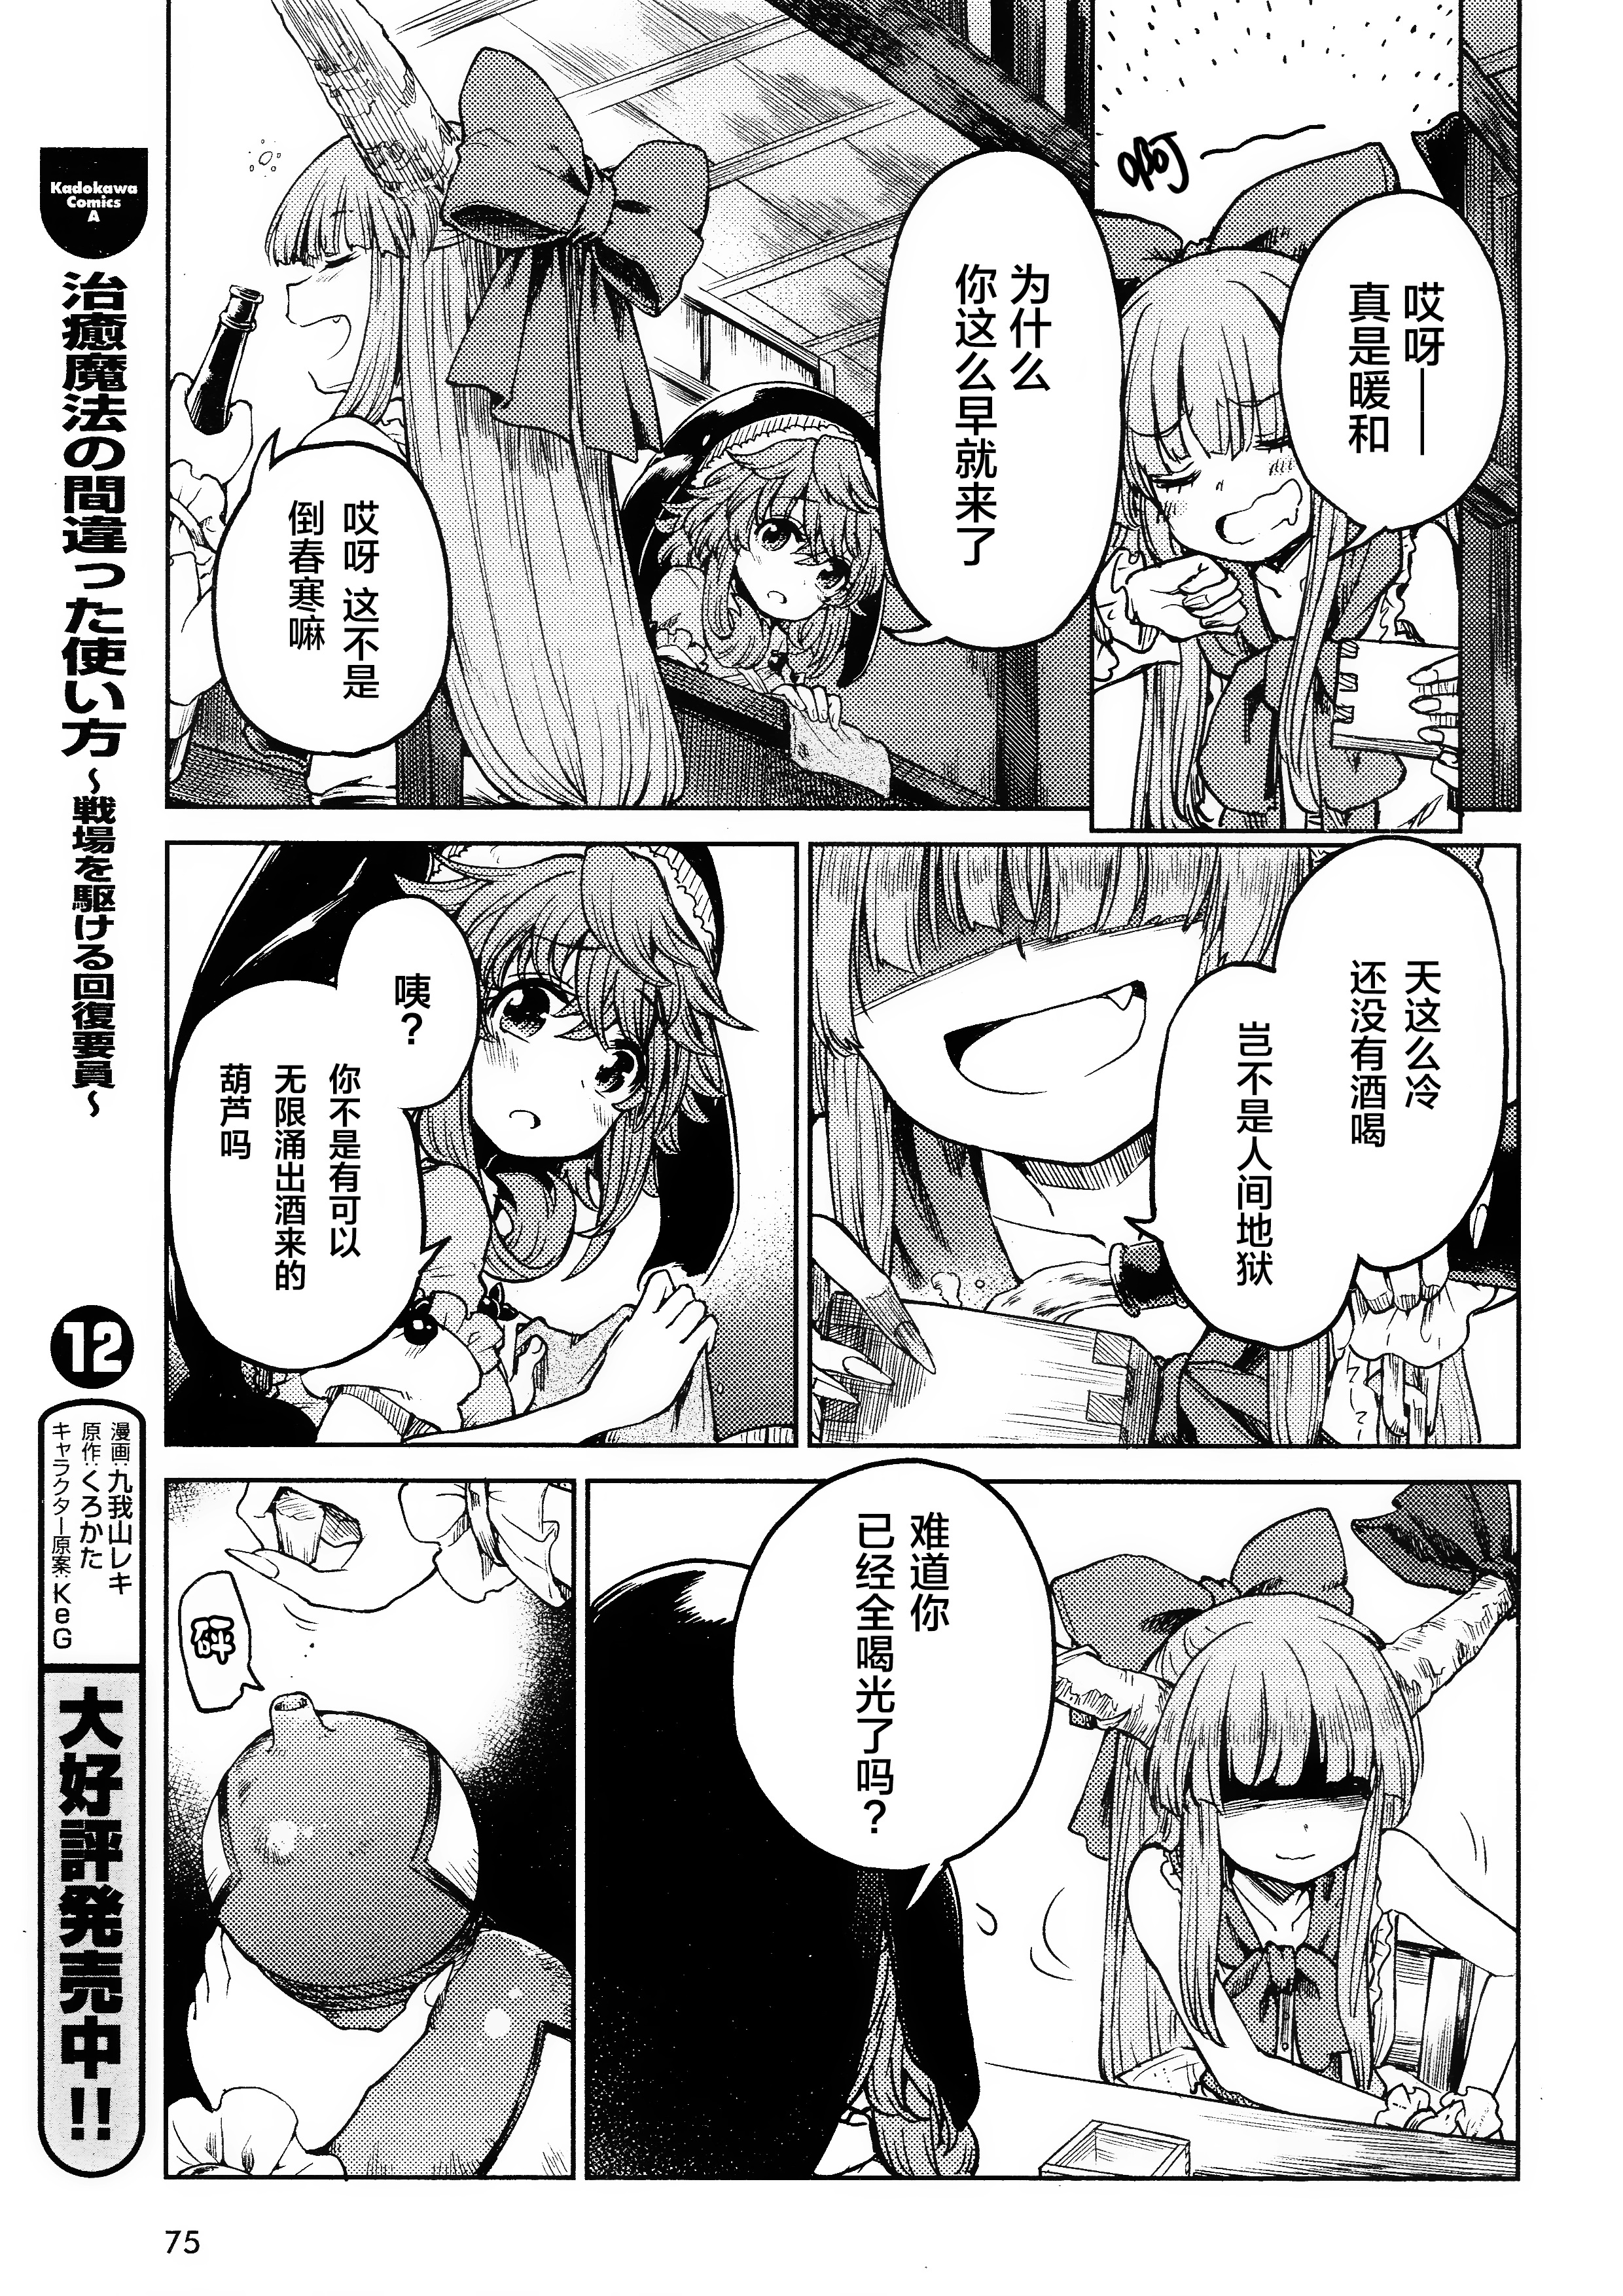 啊
哎呀——
真是暖和
为什么
你这么早就来了
哎呀 这不是
倒春寒嘛
天这么冷
还没有酒喝
岂不是人间地狱
咦？
你不是有可以
无限涌出酒来的
葫芦吗
难道你
已经全喝光了吗？
砰
Kadokawa
Comics
A
治癒魔法の間違った使い方
～戦場を駆ける回復要員～
12
漫画：九我山レキ
原作：くろかた
キャラクター原案：KeG
大好評発売中!!
75